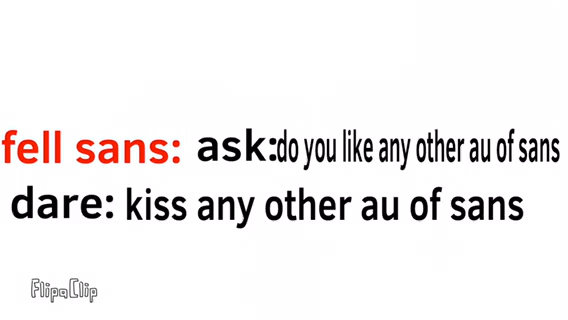 fell sans: ask:do you like any other au of sans
dare: kiss any other au of sans
FlipaClip